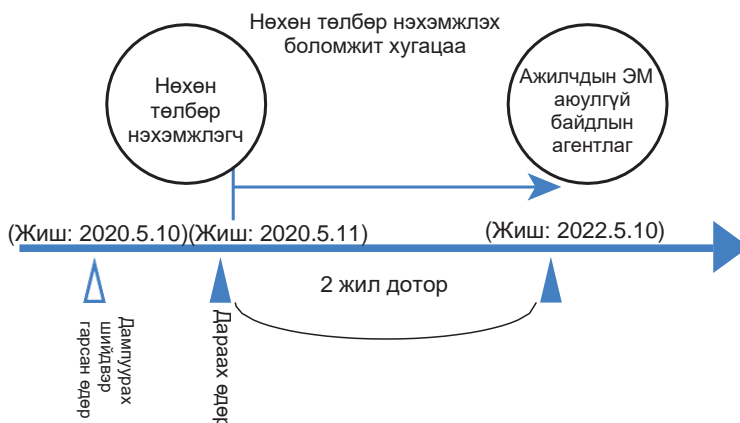 Нөхөн төлбөр нэхэмжлэх
боломжит хугацаа
Нөхөн
төлбөр
нэхэмжлэгч
Ажилчдын ЭМ
аюулгүй
байдлын
агентлаг
(Жиш: 2020.5.10)(Жиш: 2020.5.11)
(Жиш: 2022.5.10)
2 жил дотор
Дампуурах
шийдвэр
гарсан өдөр
Дараах өдөр